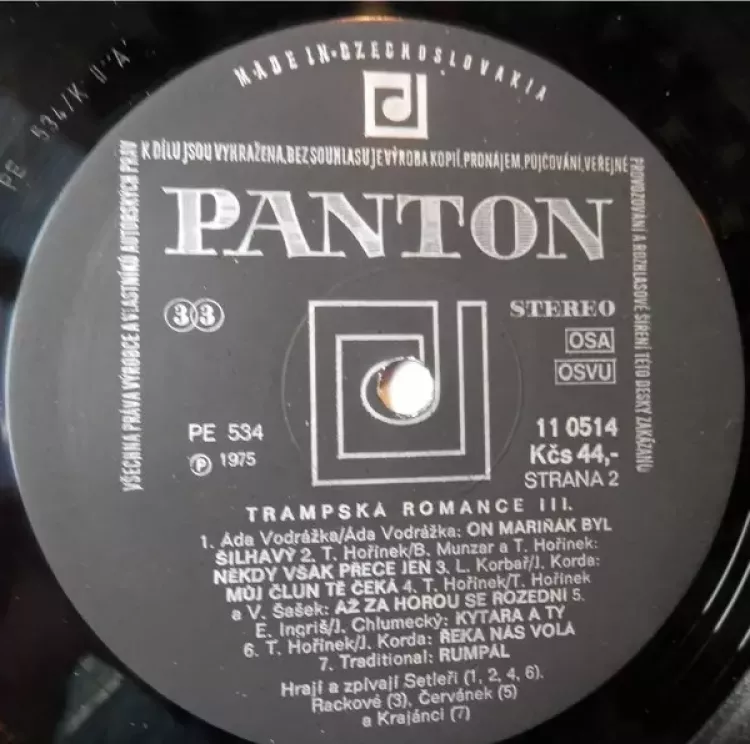 PE 534/K 0 "A"
MADE IN CZECHOSLOVAKIA
VŠECHNA PRÁVA VÝROBCE A VLASTNÍKŮ AUTORSKÝCH PRÁV
K DÍLU JSOU VYHRAŽENA, BEZ SOUHLASU JE VÝROBA KOPIÍ, PRONÁJEM, PŮJČOVÁNÍ, VEŘEJNÉ
PROVOZOVÁNÍ A ROZHLASOVÉ ŠÍŘENÍ TÉTO DESKY ZAKÁZÁNO
PANTON
33
STEREO
OSA
OSVU
PE 534
Ⓟ 1975
11 0514
Kčs 44,-
STRANA 2
TRAMPSKÁ ROMANCE III.
1. Áda Vodrážka/Áda Vodrážka: ON MARIŇÁK BYL
ŠILHAVÝ 2. T. Hořínek/B. Munzar a T. Hořínek:
NĚKDY VŠAK PŘECE JEN 3. L. Korbař/J. Korda:
MŮJ ČLUN TĚ ČEKÁ 4. T. Hořínek/T. Hořínek
a V. Šašek: AŽ ZA HOROU SE ROZEDNÍ 5.
E. Ingriš/J. Chlumecký: KYTARA A TY
6. T. Hořínek/J. Korda: ŘEKA NÁS VOLÁ
7. Traditional: RUMPÁL
Hrají a zpívají Setleři (1, 2, 4, 6).
Rackové (3), Červánek (5)
a Krajánci (7)